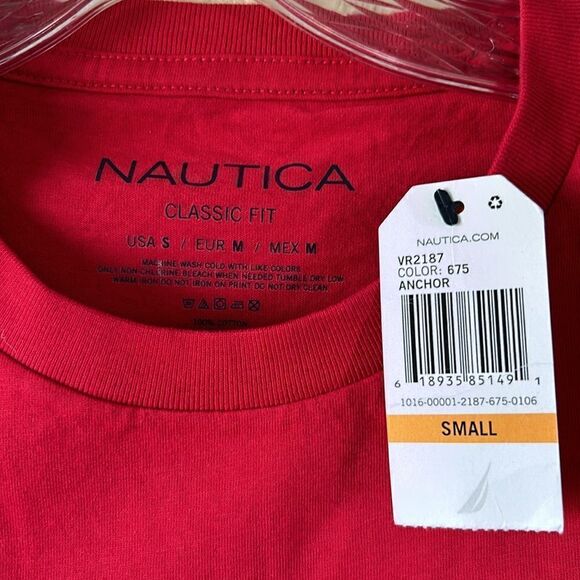 NAUTICA
CLASSIC FIT
USA S / EUR M / MEX M
MACHINE WASH COLD WITH LIKE COLORS
ONLY NON-CHLORINE BLEACH WHEN NEEDED TUMBLE DRY LOW
WARM IRON DO NOT IRON ON PRINT DO NOT DRY CLEAN
100% COTTON
NAUTICA.COM
VR2187
COLOR: 675
ANCHOR
6 18935 85149 1
1016-00001-2187-675-0106
SMALL